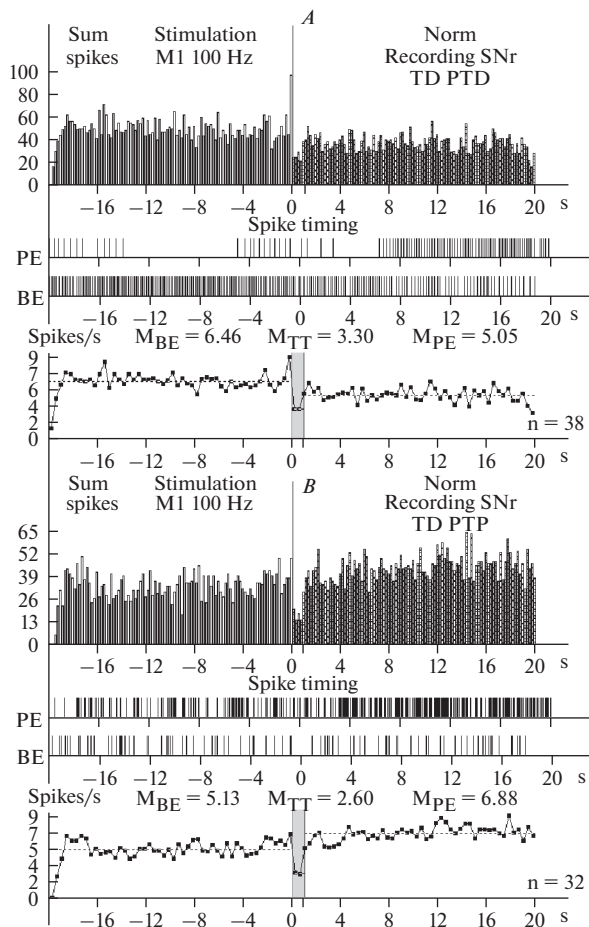 A
Sum Stimulation Norm
spikes M1 100 Hz Recording SNr
TD PTD
100
80
60
40
20
0
−16 −12 −8 −4 0 4 8 12 16 20 s
Spike timing
PE
BE
−16 −12 −8 −4 0 4 8 12 16 20 s
Spikes/s M_BE = 6.46 M_TT = 3.30 M_PE = 5.05
9
7
6
4
2
0
n = 38
−16 −12 −8 −4 0 4 8 12 16 20 s
B
Sum Stimulation Norm
spikes M1 100 Hz Recording SNr
TD PTP
65
52
39
26
13
0
−16 −12 −8 −4 0 4 8 12 16 20 s
Spike timing
PE
BE
−16 −12 −8 −4 0 4 8 12 16 20 s
Spikes/s M_BE = 5.13 M_TT = 2.60 M_PE = 6.88
9
7
5
4
2
0
n = 32
−16 −12 −8 −4 0 4 8 12 16 20 s